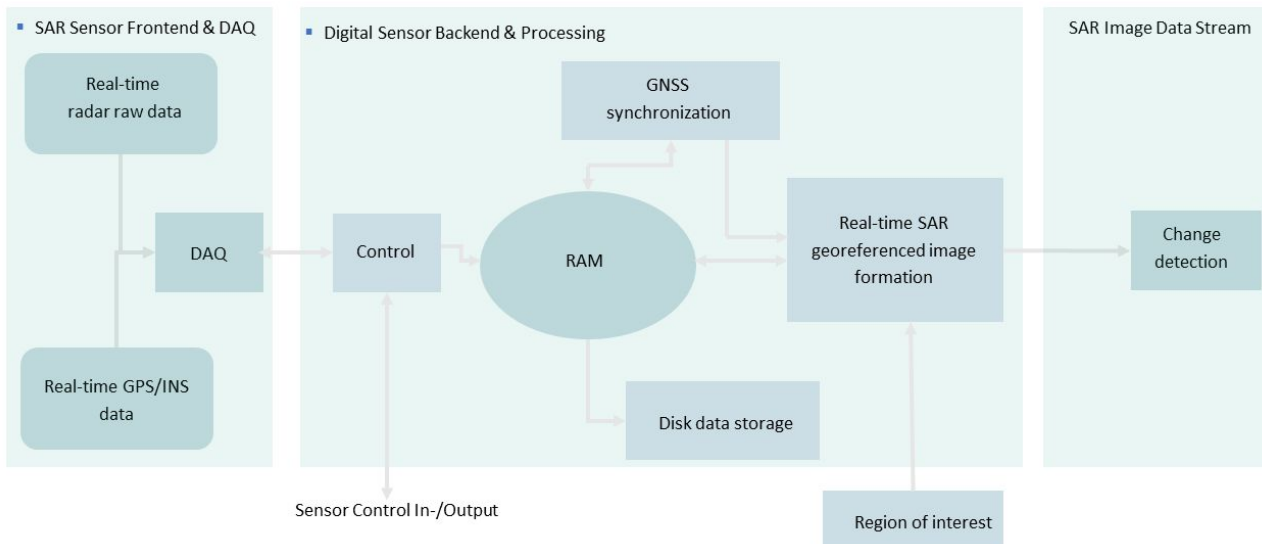 SAR Sensor Frontend & DAQ
Real-time
radar raw data
DAQ
Real-time GPS/INS
data
Digital Sensor Backend & Processing
GNSS
synchronization
Control
RAM
Real-time SAR
georeferenced image
formation
Disk data storage
Sensor Control In-/Output
Region of interest
SAR Image Data Stream
Change
detection